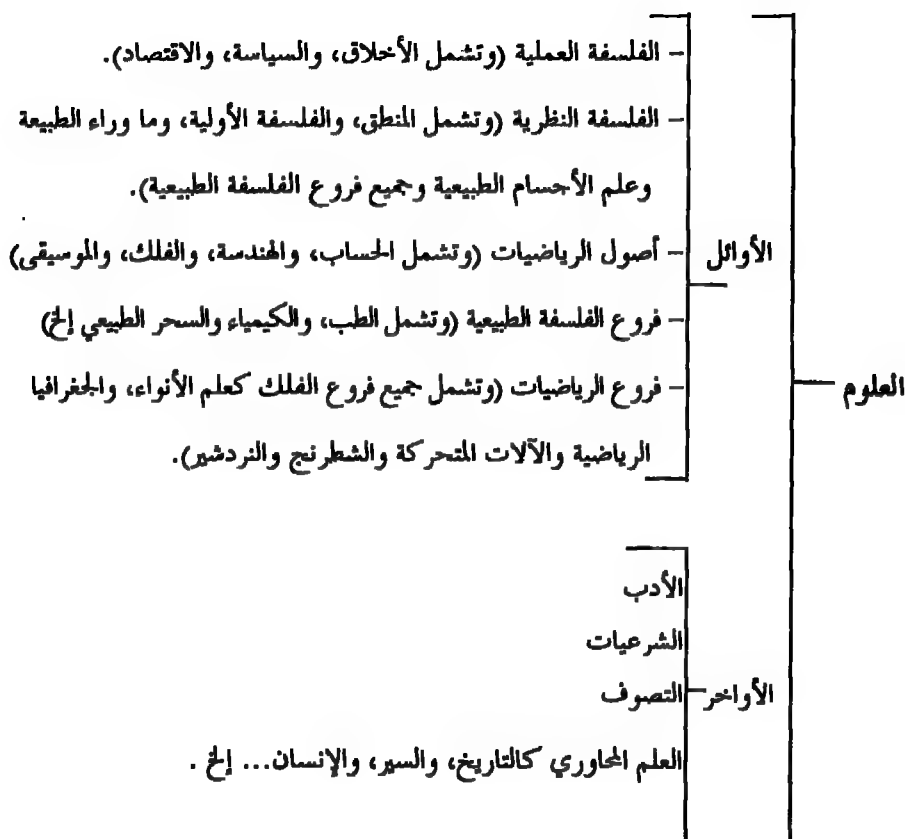 – الفلسفة العملية (وتشمل الأخلاق، والسياسة، والاقتصاد).
– الفلسفة النظرية (وتشمل المنطق، والفلسفة الأولية، وما وراء الطبيعة
وعلم الأجسام الطبيعية وجميع فروع الفلسفة الطبيعية).
الأوائل
– أصول الرياضيات (وتشمل الحساب، والهندسة، والفلك، والموسيقى)
– فروع الفلسفة الطبيعية (وتشمل الطب، والكيمياء والسحر الطبيعي إلخ)
العلوم
– فروع الرياضيات (وتشمل جميع فروع الفلك كعلم الأنواء، والجغرافيا
الرياضية والآلات المتحركة والشطرنج والنردشير).
الأدب
الشرعيات
الأواخر
التصوف
العلم المحاوري كالتاريخ، والسير، والإنسان... إلخ .